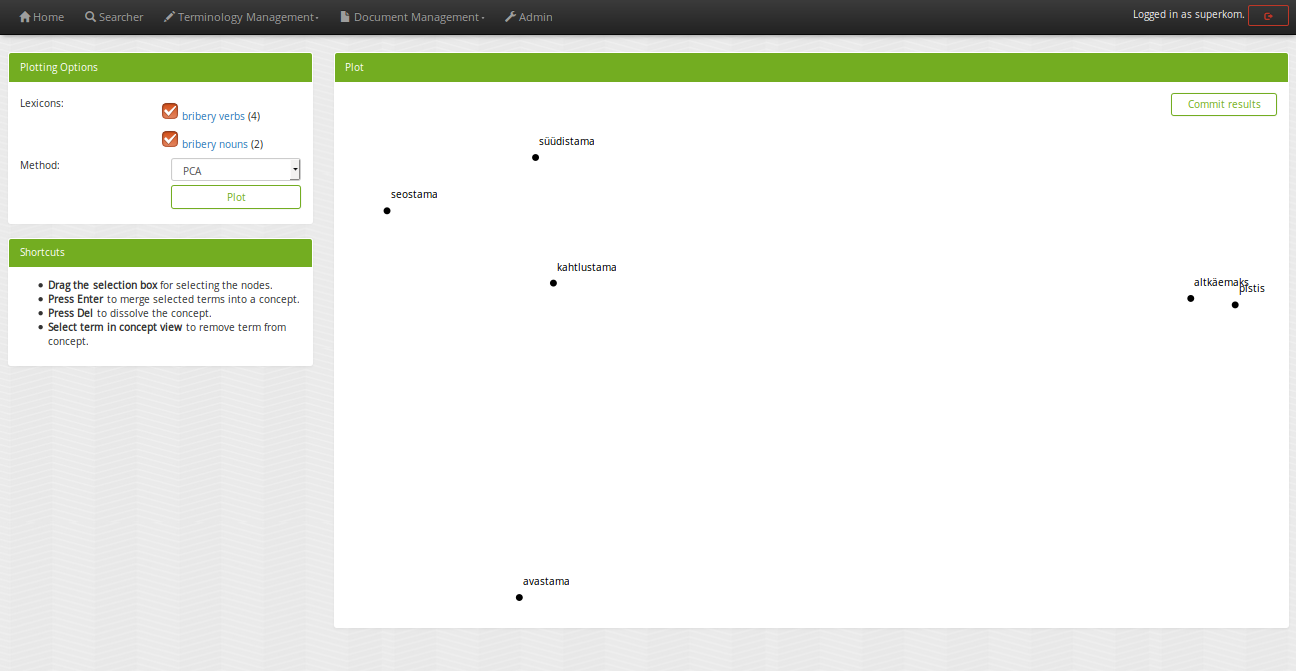 Home Searcher Terminology Management Document Management Admin Logged in as superkom.
Plotting Options
Lexicons:
bribery verbs (4)
bribery nouns (2)
Method:
PCA
Plot
Shortcuts
Drag the selection box for selecting the nodes.
Press Enter to merge selected terms into a concept.
Press Del to dissolve the concept.
Select term in concept view to remove term from
concept.
Plot
Commit results
süüdistama
seostama
kahtlustama
altkäemaks
pistis
avastama